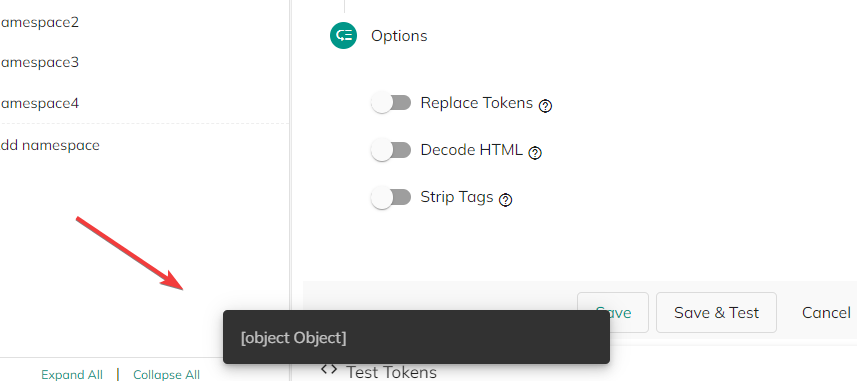 amespace2
amespace3
amespace4
dd namespace
Expand All | Collapse All
Options
Replace Tokens
Decode HTML
Strip Tags
Save
Save & Test
Cancel
[object Object]
<> Test Tokens